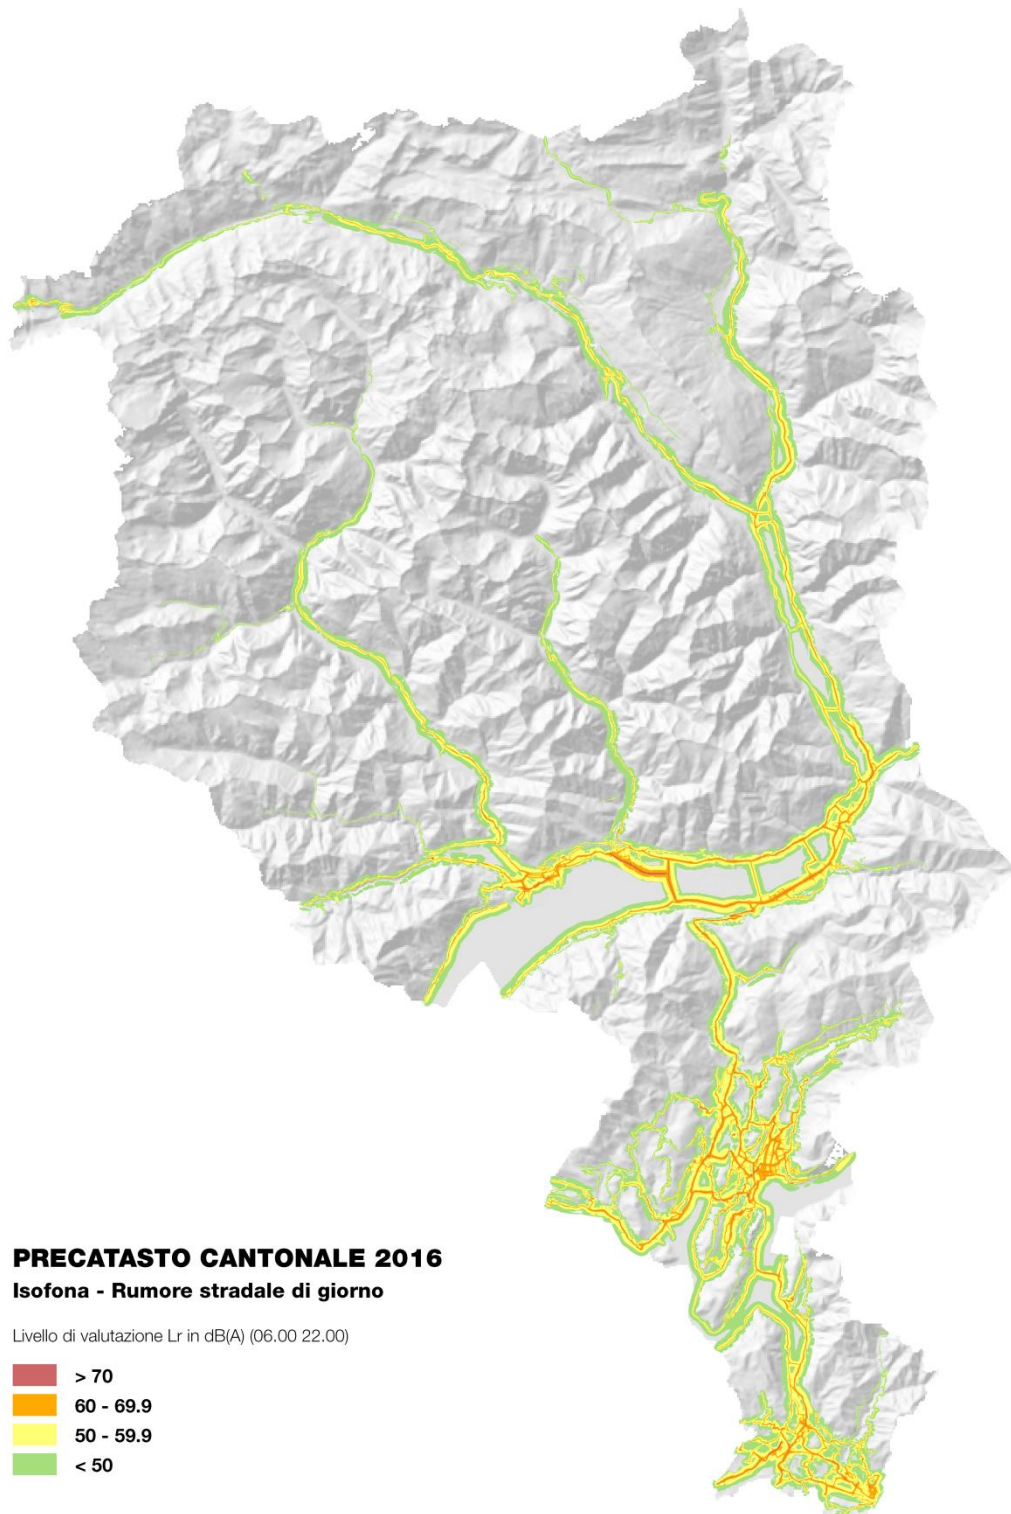 PRECATASTO CANTONALE 2016
Isofona - Rumore stradale di giorno
Livello di valutazione Lr in dB(A) (06.00 22.00)
> 70
60 - 69.9
50 - 59.9
< 50